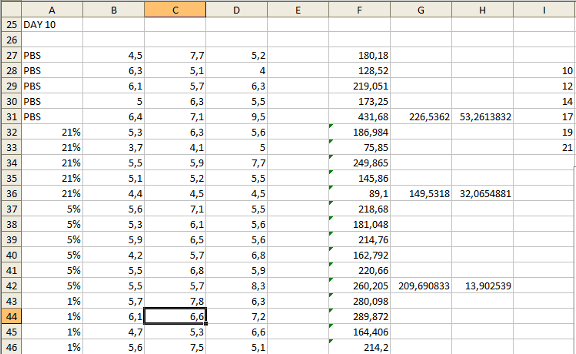 A B C D E F G H I
25 DAY 10
26
27 PBS 4,5 7,7 5,2 180,18
28 PBS 6,3 5,1 4 128,52 10
29 PBS 6,1 5,7 6,3 219,051 12
30 PBS 5 6,3 5,5 173,25 14
31 PBS 6,4 7,1 9,5 431,68 226,5362 53,2613832 17
32 21% 5,3 6,3 5,6 186,984 19
33 21% 3,7 4,1 5 75,85 21
34 21% 5,5 5,9 7,7 249,865
35 21% 5,1 5,2 5,5 145,86
36 21% 4,4 4,5 4,5 89,1 149,5318 32,0654881
37 5% 5,6 7,1 5,5 218,68
38 5% 5,3 6,1 5,6 181,048
39 5% 5,9 6,5 5,6 214,76
40 5% 4,2 5,7 6,8 162,792
41 5% 5,5 6,8 5,9 220,66
42 5% 5,5 5,7 8,3 260,205 209,690833 13,902539
43 1% 5,7 7,8 6,3 280,098
44 1% 6,1 6,6 7,2 289,872
45 1% 4,7 5,3 6,6 164,406
46 1% 5,6 7,5 5,1 214,2